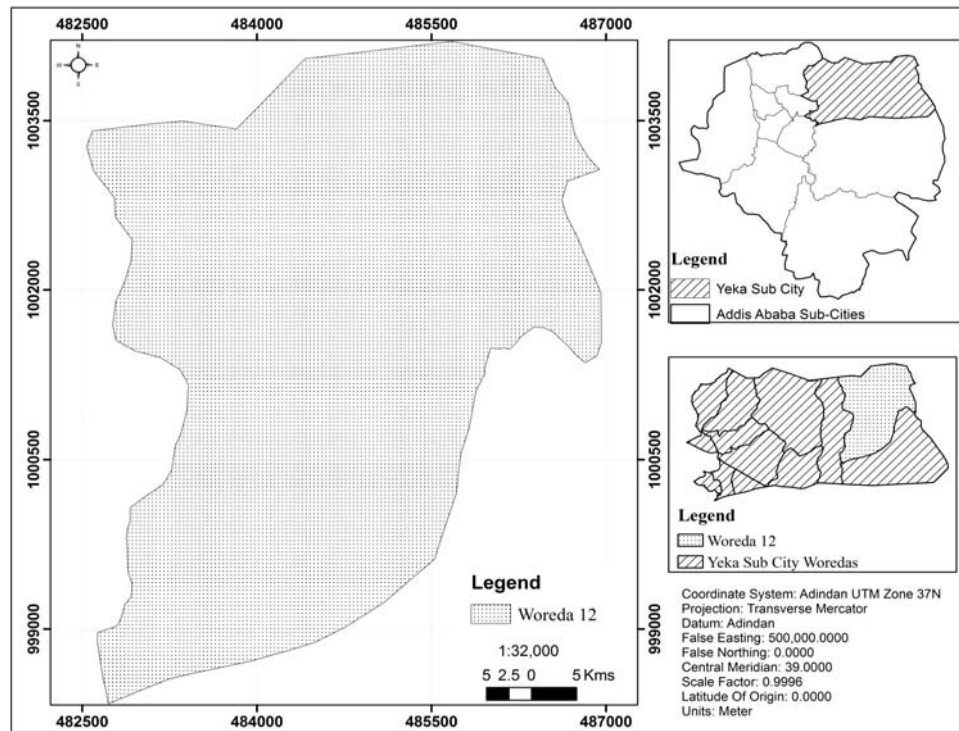 482500 484000 485500 487000
N
W E
S
1003500
1002000
1000500
999000
Legend
Woreda 12
1:32,000
5 2.5 0 5 Kms
482500 484000 485500 487000
1003500
1002000
1000500
999000
Legend
Yeka Sub City
Addis Ababa Sub-Cities
Legend
Woreda 12
Yeka Sub City Woredas
Coordinate System: Adindan UTM Zone 37N
Projection: Transverse Mercator
Datum: Adindan
False Easting: 500,000.0000
False Northing: 0.0000
Central Meridian: 39.0000
Scale Factor: 0.9996
Latitude Of Origin: 0.0000
Units: Meter